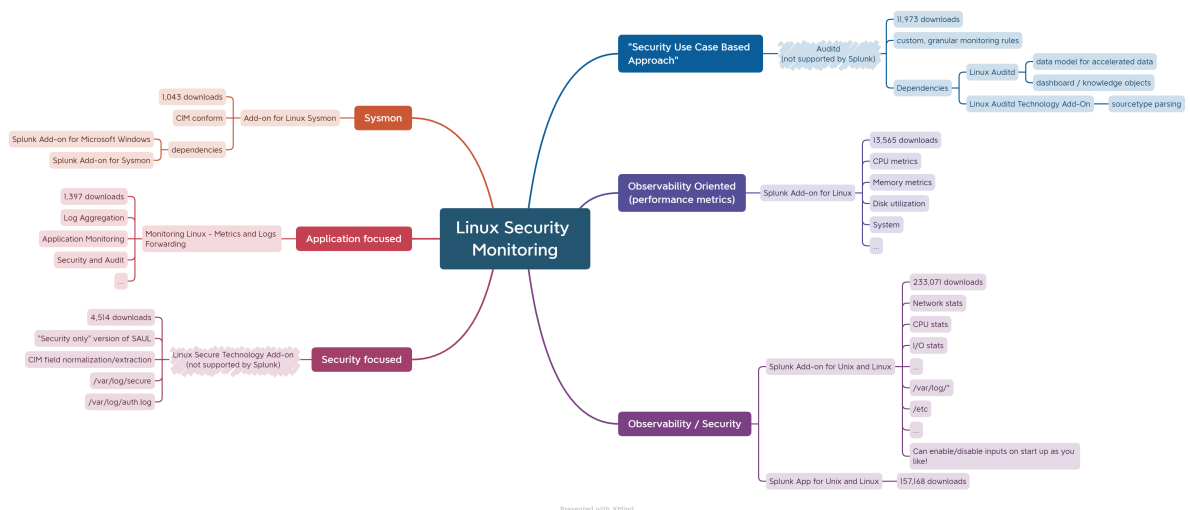 Linux Security
Monitoring
"Security Use Case Based
Approach"
Auditd
(not supported by Splunk)
11,973 downloads
custom, granular monitoring rules
Dependencies
Linux Auditd
data model for accelerated data
dashboard / knowledge objects
Linux Auditd Technology Add-On
sourcetype parsing
Observability Oriented
(performance metrics)
Splunk Add-on for Linux
13,565 downloads
CPU metrics
Memory metrics
Disk utilization
System
...
Observability / Security
Splunk Add-on for Unix and Linux
233,071 downloads
Network stats
CPU stats
I/O stats
...
/var/log/*
/etc
...
Can enable/disable inputs on start up as you
like!
Splunk App for Unix and Linux
157,168 downloads
Sysmon
Add-on for Linux Sysmon
1,043 downloads
CIM conform
dependencies
Splunk Add-on for Microsoft Windows
Splunk Add-on for Sysmon
Application focused
Monitoring Linux - Metrics and Logs
Forwarding
1,397 downloads
Log Aggregation
Application Monitoring
Security and Audit
...
Security focused
Linux Secure Technology Add-on
(not supported by Splunk)
4,514 downloads
"Security only" version of SAUL
CIM field normalization/extraction
/var/log/secure
/var/log/auth.log
Presented with XMind